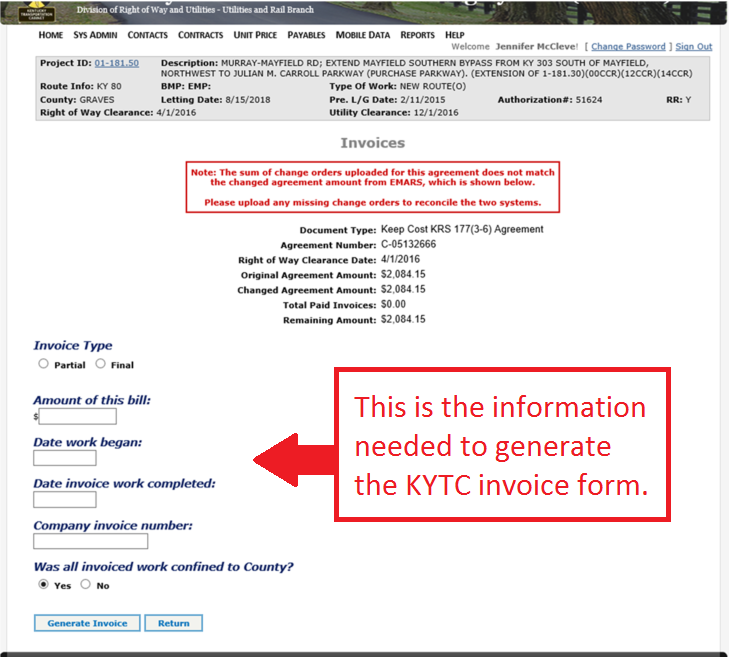 KENTUCKY
TRANSPORTATION
CABINET
Division of Right of Way and Utilities - Utilities and Rail Branch
HOME SYS ADMIN CONTACTS CONTRACTS UNIT PRICE PAYABLES MOBILE DATA REPORTS HELP
Welcome Jennifer McCleve! [ Change Password ] Sign Out
Project ID: 01-181.50 Description: MURRAY-MAYFIELD RD; EXTEND MAYFIELD SOUTHERN BYPASS FROM KY 303 SOUTH OF MAYFIELD,
NORTHWEST TO JULIAN M. CARROLL PARKWAY (PURCHASE PARKWAY). (EXTENSION OF 1-181.30)(00CCR)(12CCR)(14CCR)
Route Info: KY 80 BMP: EMP: Type Of Work: NEW ROUTE(O)
County: GRAVES Letting Date: 8/15/2018 Pre. L/G Date: 2/11/2015 Authorization#: 51624 RR: Y
Right of Way Clearance: 4/1/2016 Utility Clearance: 12/1/2016
Invoices
Note: The sum of change orders uploaded for this agreement does not match
the changed agreement amount from EMARS, which is shown below.
Please upload any missing change orders to reconcile the two systems.
Document Type: Keep Cost KRS 177(3-6) Agreement
Agreement Number: C-05132666
Right of Way Clearance Date: 4/1/2016
Original Agreement Amount: $2,084.15
Changed Agreement Amount: $2,084.15
Total Paid Invoices: $0.00
Remaining Amount: $2,084.15
Invoice Type
Partial Final
Amount of this bill:
$
Date work began:
Date invoice work completed:
Company invoice number:
Was all invoiced work confined to County?
Yes No
Generate Invoice Return
This is the information
needed to generate
the KYTC invoice form.